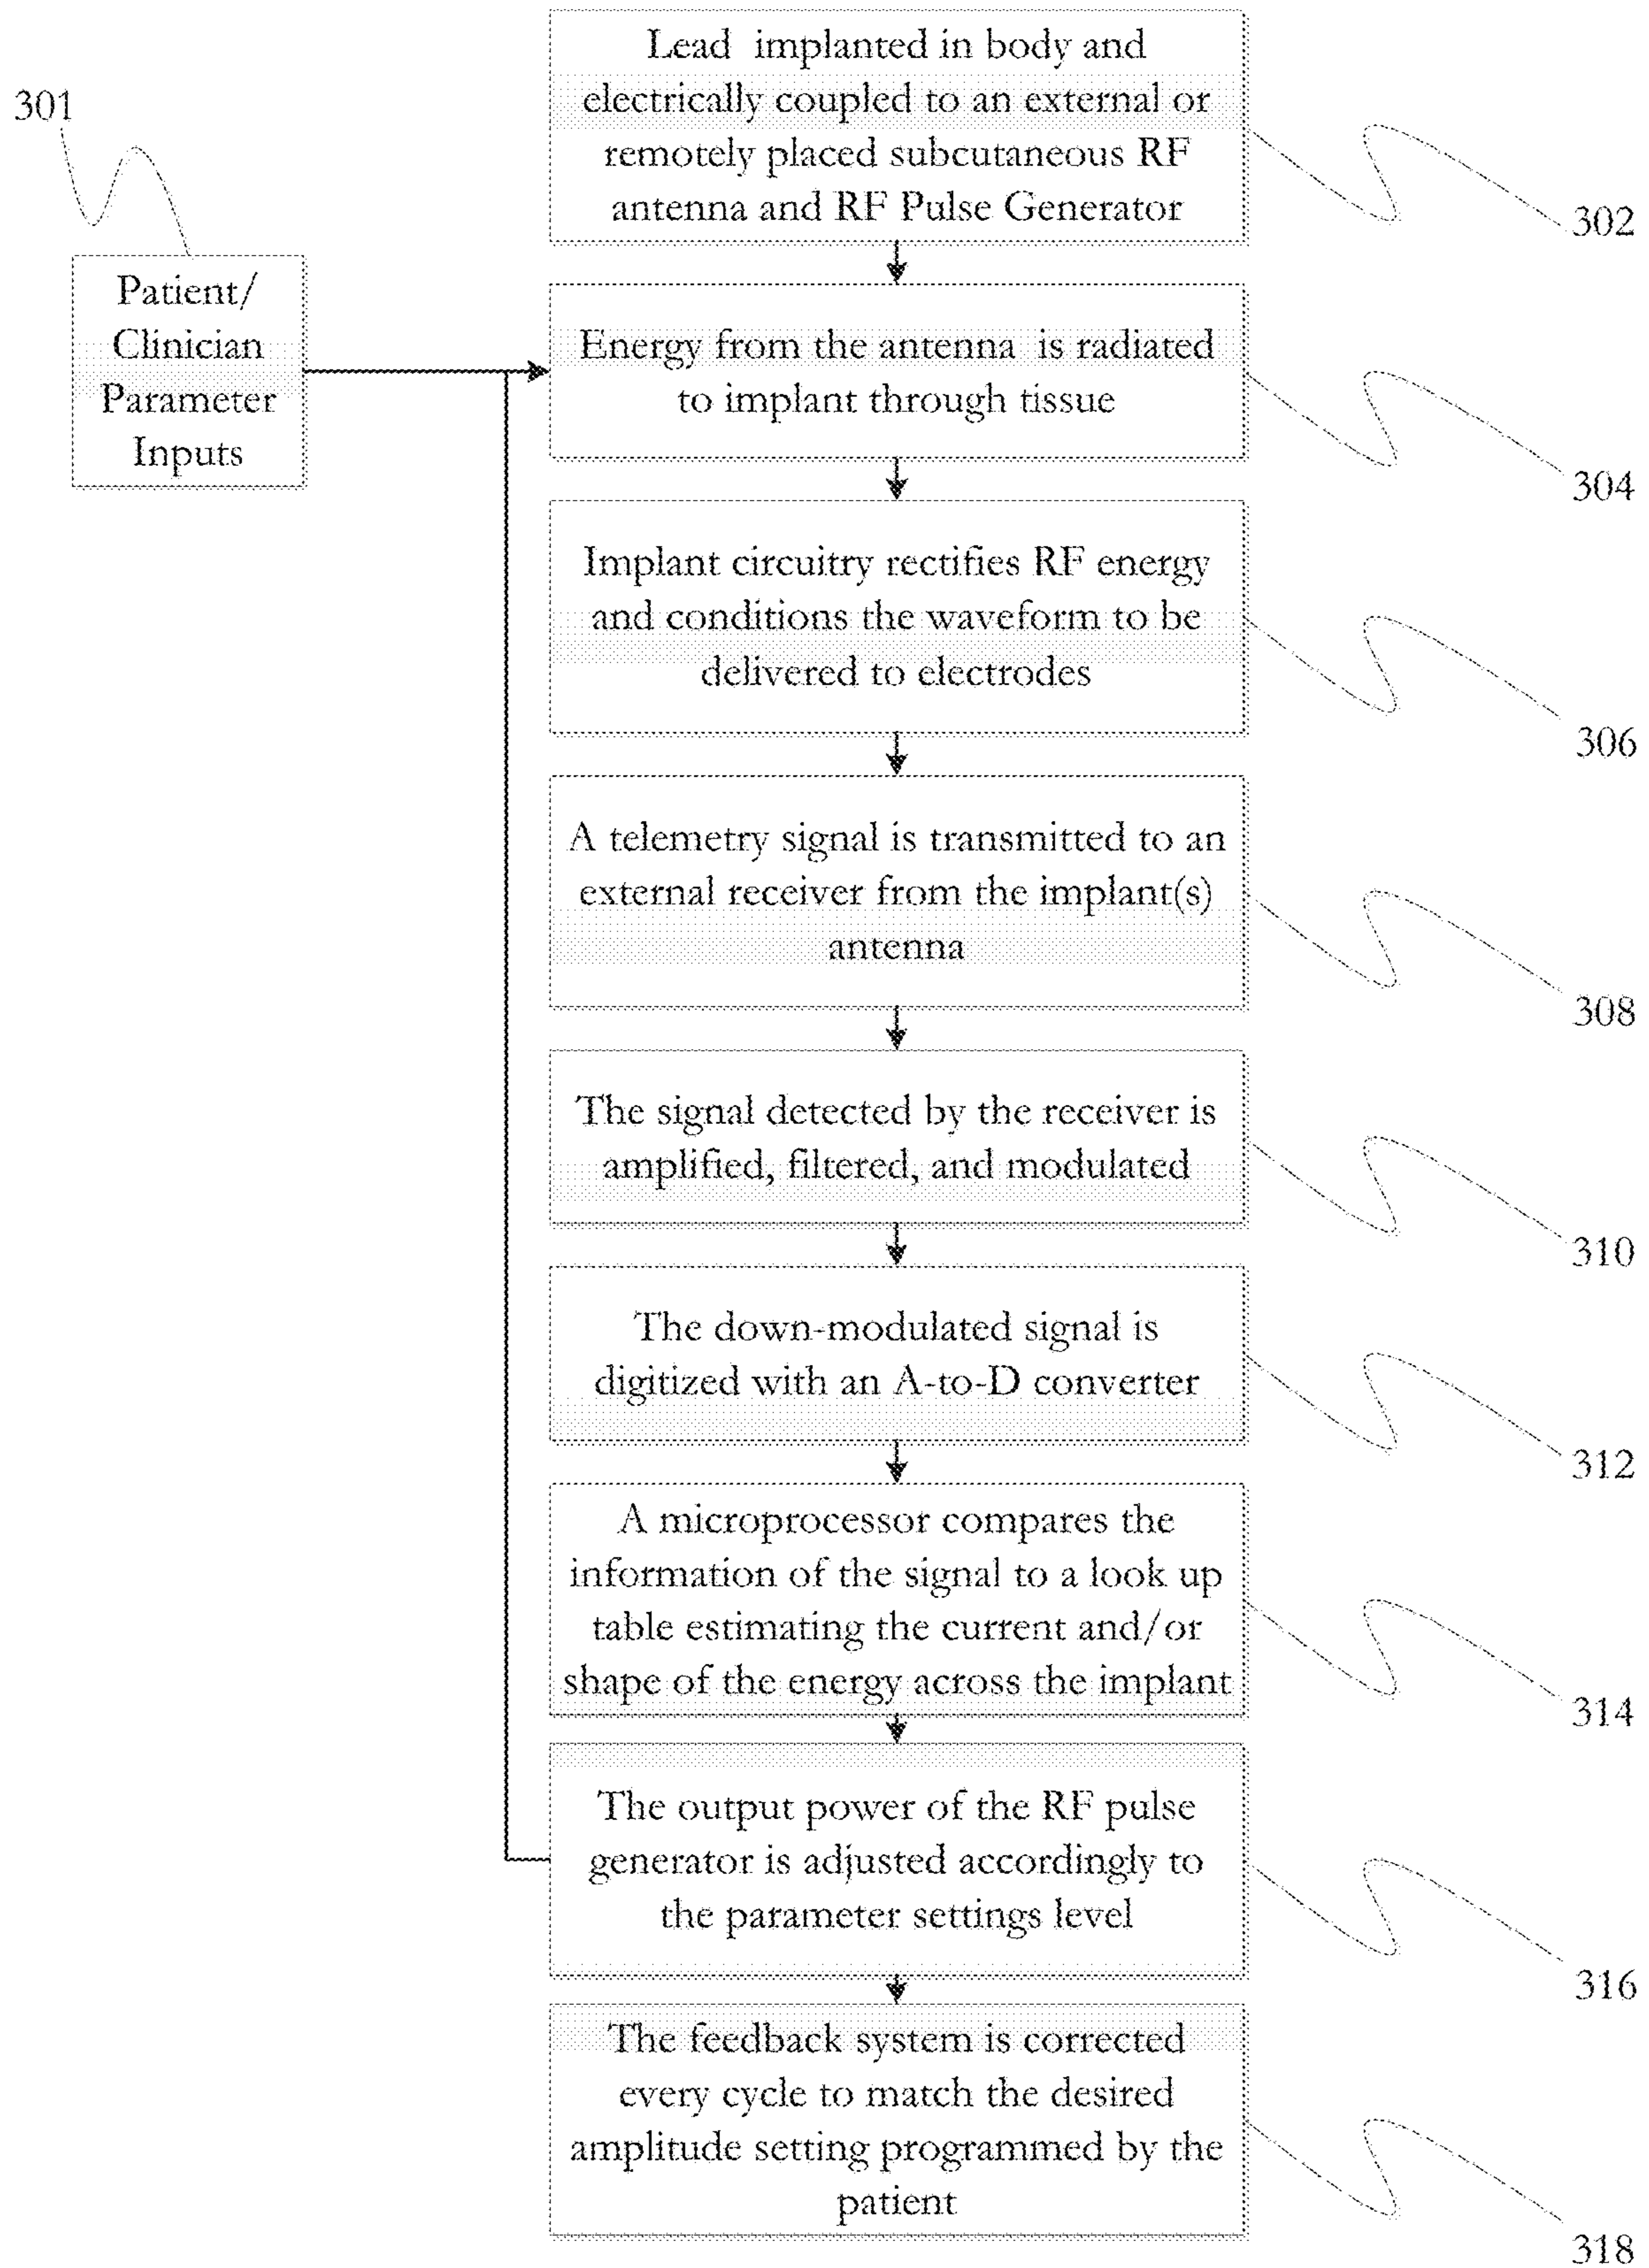 Lead implanted in body and
electrically coupled to an external or
remotely placed subcutaneous RF
antenna and RF Pulse Generator
301
302
Patient/
Clinician
Parameter
Inputs
Energy from the antenna is radiated
to implant through tissue
304
Implant circuitry rectifies RF energy
and conditions the waveform to be
delivered to electrodes
306
A telemetry signal is transmitted to an
external receiver from the implant(s)
antenna
308
The signal detected by the receiver is
amplified, filtered, and modulated
310
The down-modulated signal is
digitized with an A-to-D converter
312
A microprocessor compares the
information of the signal to a look up
table estimating the current and/or
shape of the energy across the implant
314
The output power of the RF pulse
generator is adjusted accordingly to
the parameter settings level
316
The feedback system is corrected
every cycle to match the desired
amplitude setting programmed by the
patient
318